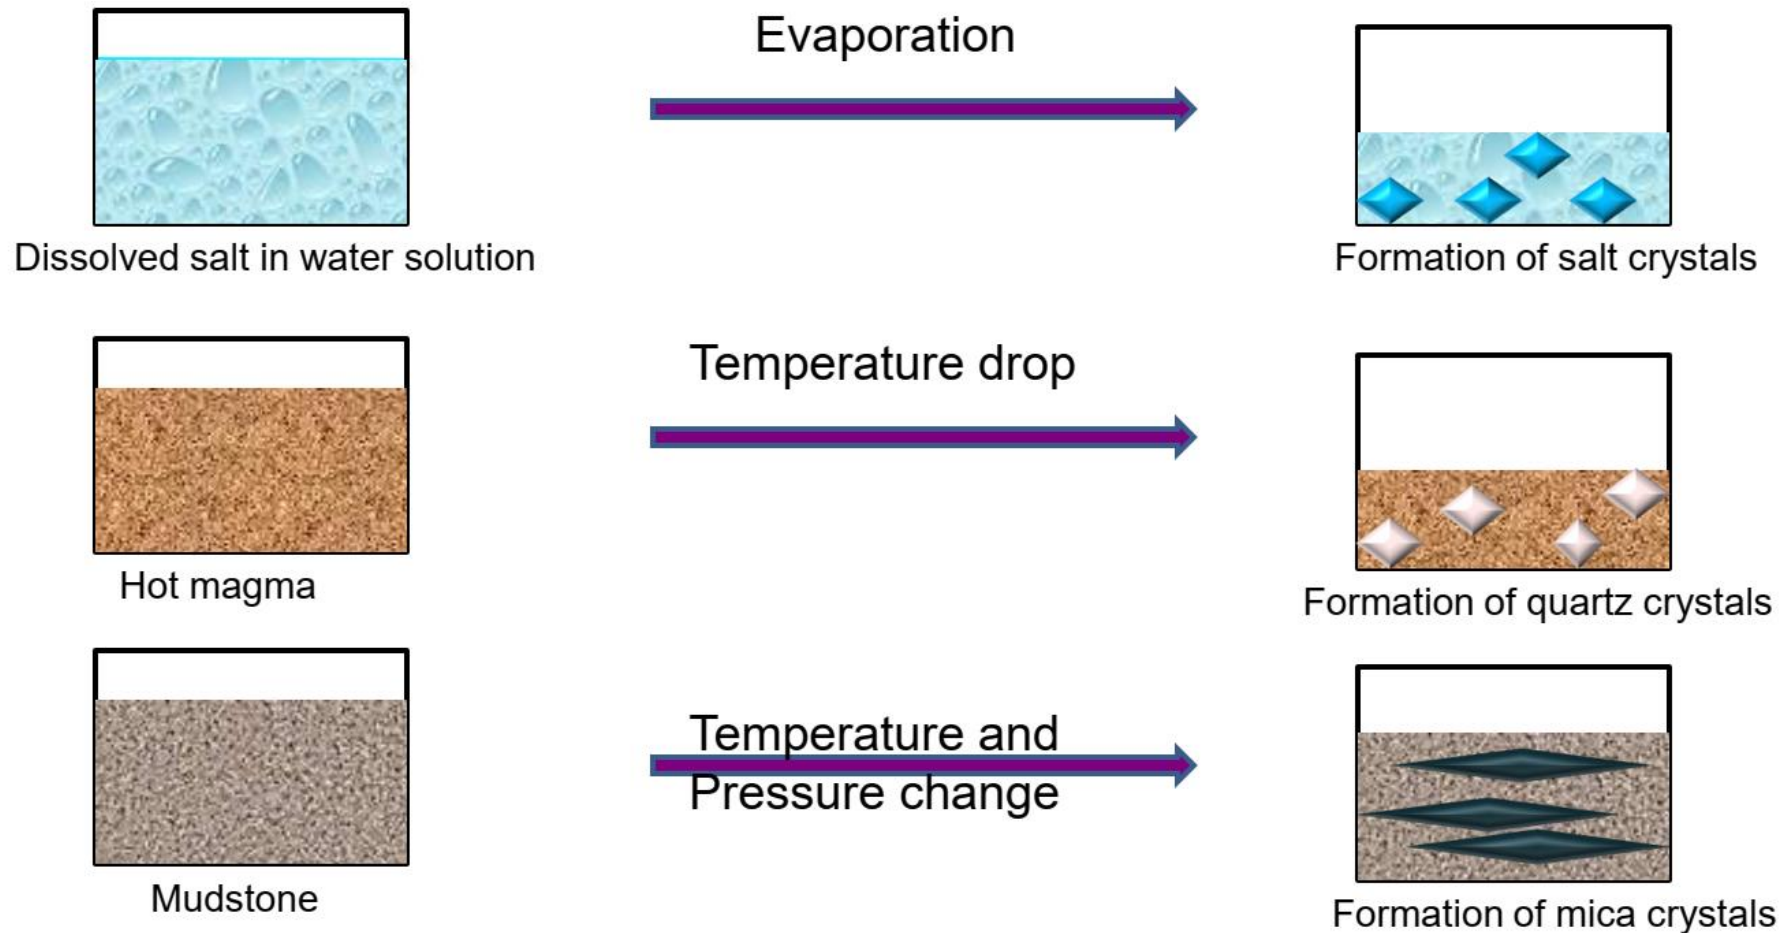 Evaporation
Dissolved salt in water solution
Formation of salt crystals
Temperature drop
Hot magma
Formation of quartz crystals
Temperature and
Pressure change
Mudstone
Formation of mica crystals